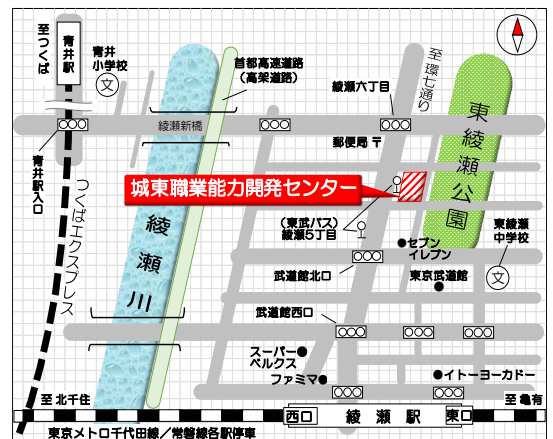 至つくば
青井駅
青井
小学校
文
首都高速道路
（高架道路）
至環七通り
綾瀬六丁目
綾瀬新橋
郵便局〒
東綾瀬公園
青井駅入口
城東職業能力開発センター
つくばエクスプレス
綾瀬川
（東武バス）
綾瀬5丁目
セブン
イレブン
東綾瀬
中学校
文
武道館北口
東京武道館
武道館西口
スーパー
ベルクス
ファミマ
イトーヨーカドー
至北千住
至亀有
西口
綾瀬駅
東口
東京メトロ千代田線／常磐線各駅停車